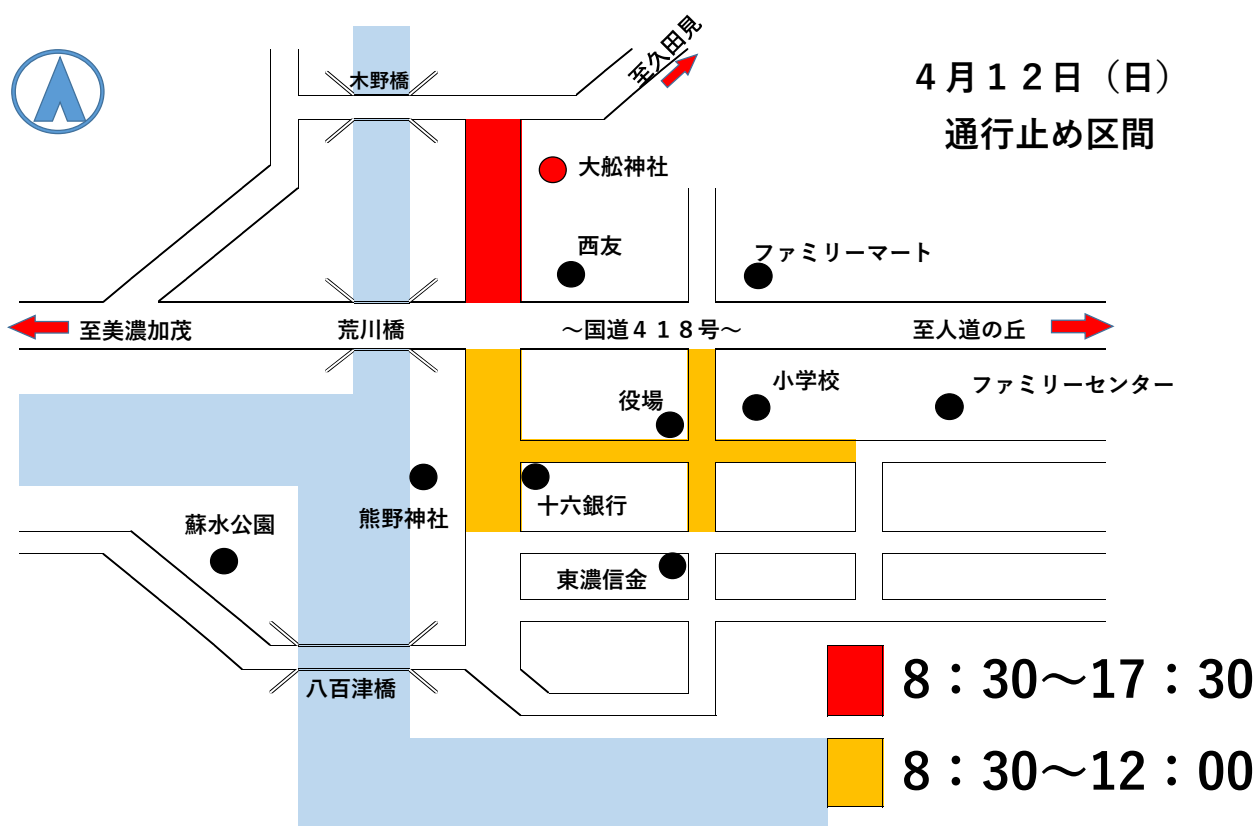 ４月１２日（日）
通行止め区間
木野橋
至久田見
大舩神社
西友
ファミリーマート
至美濃加茂
荒川橋
～国道４１８号～
至人道の丘
役場
小学校
ファミリーセンター
熊野神社
十六銀行
蘇水公園
東濃信金
八百津橋
8：30～17：30
8：30～12：00